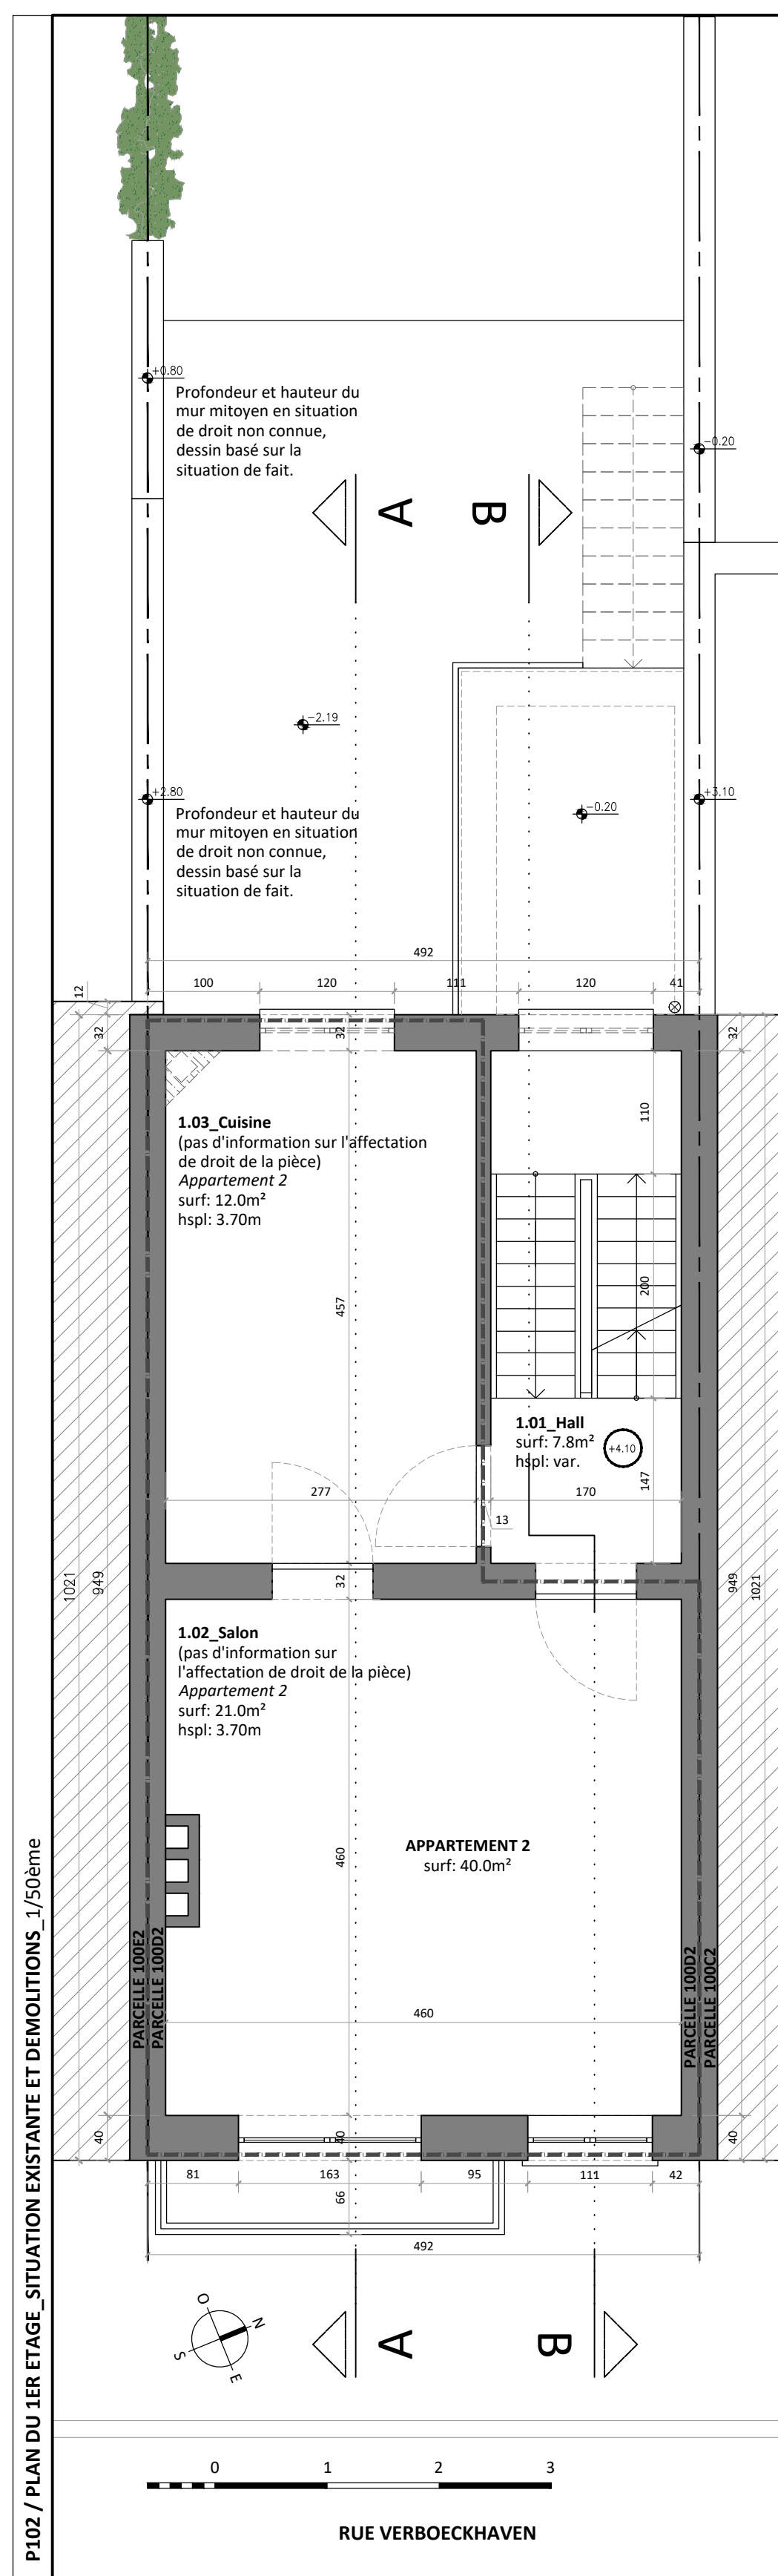 +0.80
Profondeur et hauteur du
mur mitoyen en situation
de droit non connue,
dessin basé sur la
situation de fait.
-0.20
A
B
-2.19
+2.80
+3.10
Profondeur et hauteur du
mur mitoyen en situation
de droit non connue,
dessin basé sur la
situation de fait.
-0.20
492
12
100
120
111
120
41
32
32
32
1.03_Cuisine
(pas d'information sur l'affectation
de droit de la pièce)
Appartement 2
surf: 12.0m²
hspl: 3.70m
110
457
200
1.01_Hall
surf: 7.8m²
hspl: var.
+4.10
147
277
170
13
1021
949
32
949
1021
1.02_Salon
(pas d'information sur
l'affectation de droit de la pièce)
Appartement 2
surf: 21.0m²
hspl: 3.70m
460
APPARTEMENT 2
surf: 40.0m²
PARCELLE 100E2
PARCELLE 100D2
PARCELLE 100D2
PARCELLE 100C2
460
40
40
40
81
163
95
111
42
66
492
O
N
S
E
A
B
0
1
2
3
RUE VERBOECKHAVEN
P102 / PLAN DU 1ER ETAGE_SITUATION EXISTANTE ET DEMOLITIONS_1/50ème